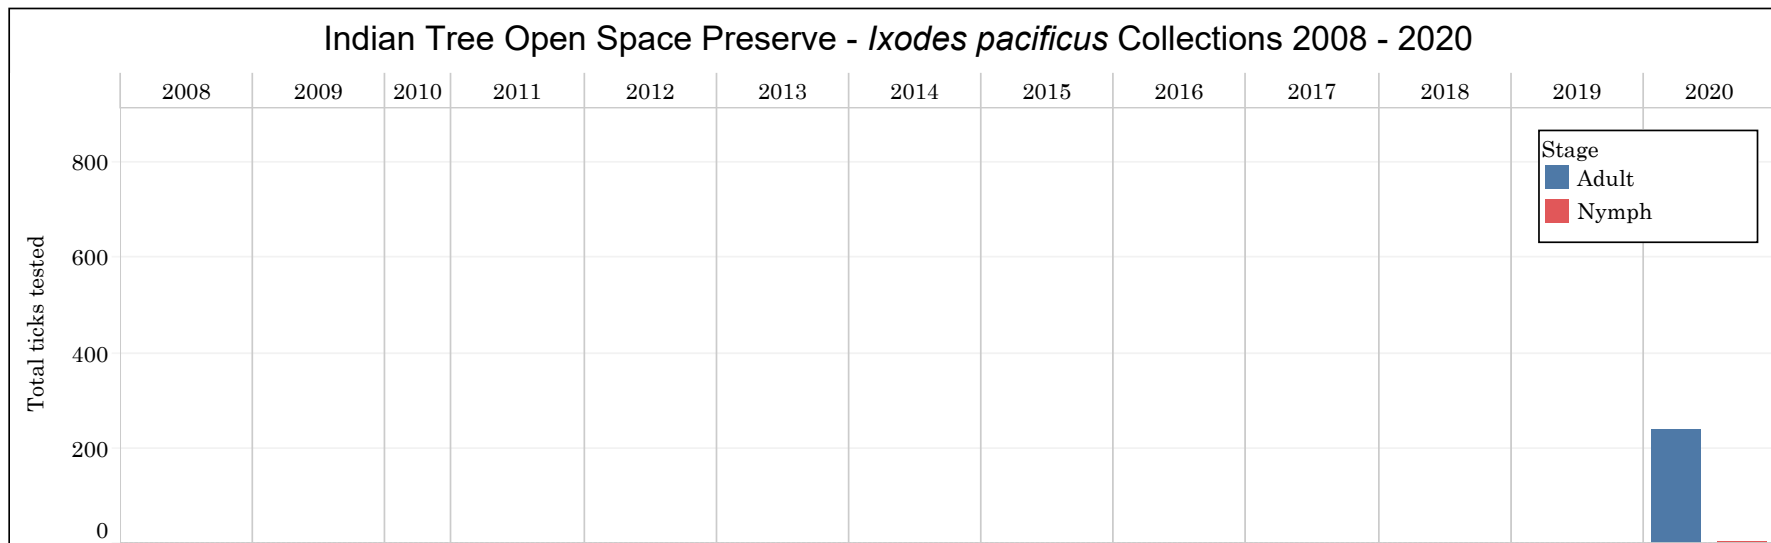 Indian Tree Open Space Preserve - Ixodes pacificus Collections 2008 - 2020
2008 2009 2010 2011 2012 2013 2014 2015 2016 2017 2018 2019 2020
Stage
Adult
Nymph
Total ticks tested
800
600
400
200
0